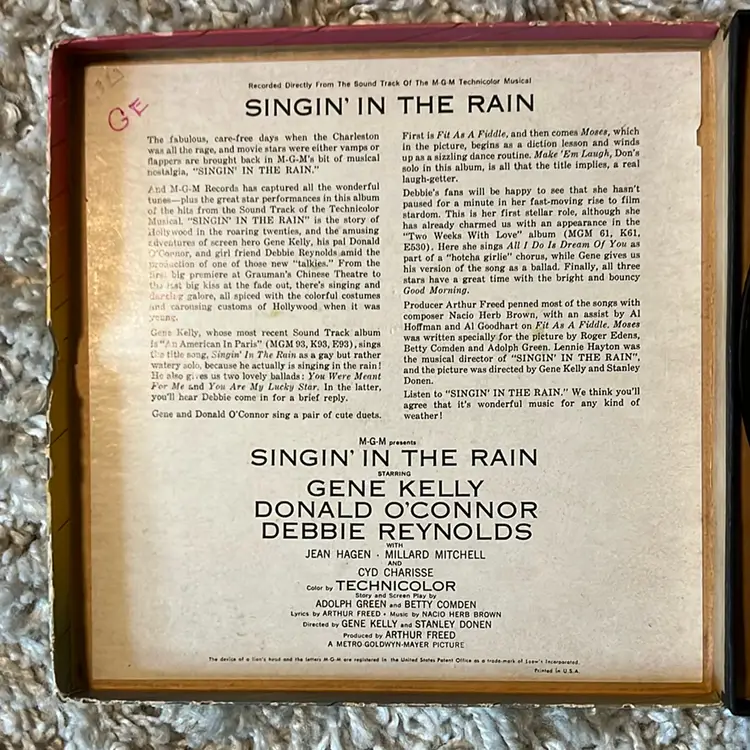 GE
Recorded Directly From The Sound Track Of The M-G-M Technicolor Musical
SINGIN' IN THE RAIN
The fabulous, care-free days when the Charleston
was all the rage, and movie stars were either vamps or
flappers are brought back in M-G-M's bit of musical
nostalgia, "SINGIN' IN THE RAIN."
And M-G-M Records has captured all the wonderful
tunes—plus the great star performances in this album
of the hits from the Sound Track of the Technicolor
Musical. "SINGIN' IN THE RAIN" is the story of
Hollywood in the roaring twenties, and the amusing
adventures of screen hero Gene Kelly, his pal Donald
O'Connor, and girl friend Debbie Reynolds amid the
production of one of those new "talkies." From the
first big premiere at Grauman's Chinese Theatre to
the last big kiss at the fade out, there's singing and
dancing galore, all spiced with the colorful costumes
and carousing customs of Hollywood when it was
young.
Gene Kelly, whose most recent Sound Track album
is "An American In Paris" (MGM 93, K93, E93), sings
the title song, Singin' In The Rain as a gay but rather
watery solo, because he actually is singing in the rain!
He also gives us two lovely ballads: You Were Meant
For Me and You Are My Lucky Star. In the latter,
you'll hear Debbie come in for a brief reply.
Gene and Donald O'Connor sing a pair of cute duets.
First is Fit As A Fiddle, and then comes Moses, which
in the picture, begins as a diction lesson and winds
up as a sizzling dance routine. Make 'Em Laugh, Don's
solo in this album, is all that the title implies, a real
laugh-getter.
Debbie's fans will be happy to see that she hasn't
paused for a minute in her fast-moving rise to film
stardom. This is her first stellar role, although she
has already charmed us with an appearance in the
"Two Weeks With Love" album (MGM 61, K61,
E530). Here she sings All I Do Is Dream Of You as
part of a "hotcha girlie" chorus, while Gene gives us
his version of the song as a ballad. Finally, all three
stars have a great time with the bright and bouncy
Good Morning.
Producer Arthur Freed penned most of the songs with
composer Nacio Herb Brown, with an assist by Al
Hoffman and Al Goodhart on Fit As A Fiddle. Moses
was written specially for the picture by Roger Edens,
Betty Comden and Adolph Green. Lennie Hayton was
the musical director of "SINGIN' IN THE RAIN",
and the picture was directed by Gene Kelly and Stanley
Donen.
Listen to "SINGIN' IN THE RAIN." We think you'll
agree that it's wonderful music for any kind of
weather!
M-G-M presents
SINGIN' IN THE RAIN
STARRING
GENE KELLY
DONALD O'CONNOR
DEBBIE REYNOLDS
WITH
JEAN HAGEN · MILLARD MITCHELL
AND
CYD CHARISSE
Color by TECHNICOLOR
Story and Screen Play by
ADOLPH GREEN and BETTY COMDEN
Lyrics by ARTHUR FREED · Music by NACIO HERB BROWN
Directed by GENE KELLY and STANLEY DONEN
Produced by ARTHUR FREED
A METRO-GOLDWYN-MAYER PICTURE
The device of a lion's head and the letters M-G-M are registered in the United States Patent Office as a trade-mark of Loew's Incorporated.
Printed in U.S.A.